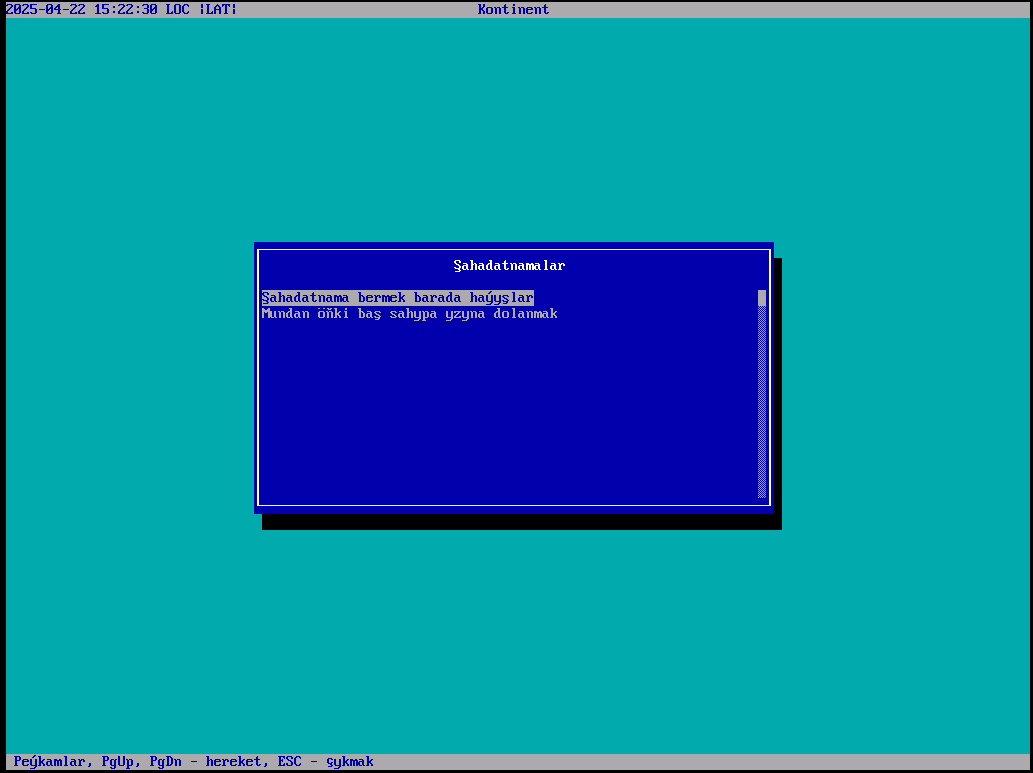 2025-04-22 15:22:30 LOC |LAT| Kontinent
Şahadatnamalar
Şahadatnama bermek barada haýyşlar
Mundan öňki baş sahypa yzyna dolanmak
Peýkamlar, PgUp, PgDn - hereket, ESC - çykmak